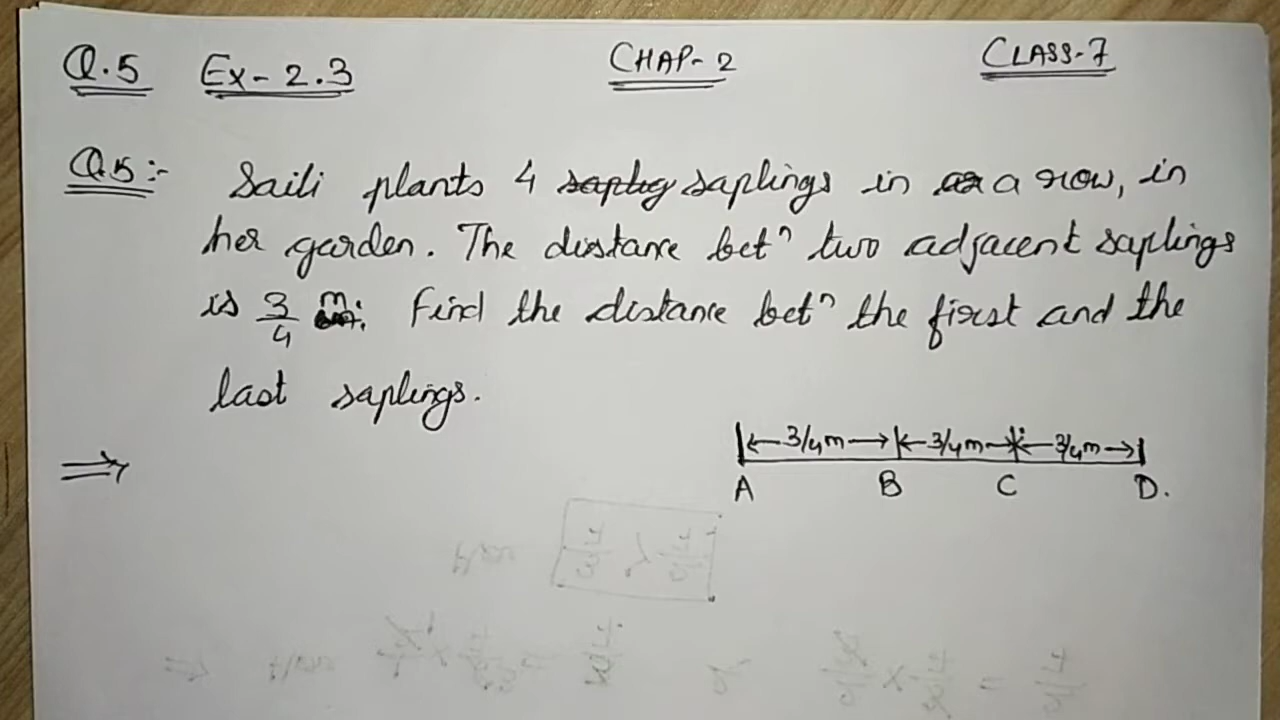 Q.5 Ex-2.3 CHAP-2 CLASS-7
Q.5:- Saili plants 4 saplings in a row, in
her garden. The distance betⁿ two adjacent saplings
is 3/4 m. Find the distance betⁿ the first and the
last saplings.
3/4m 3/4m 3/4m
⇒
A B C D.